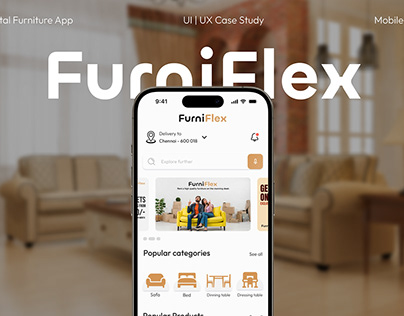 tal Furniture App
UI | UX Case Study
Mobile
FurniFlex
9:41
FurniFlex
Delivery to
Chennai - 600 018
Explore further
FurniFlex
GE
Popular categories
See all
Sofa
Bed
Dinning table
Dressing table
Popular Products